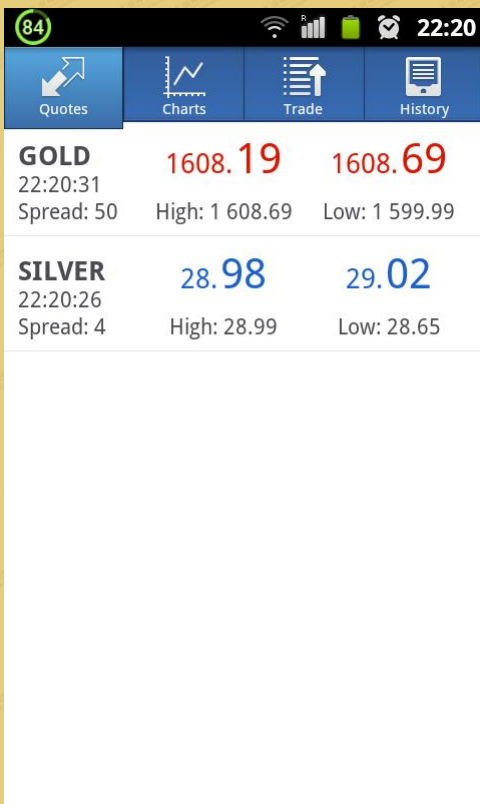 84 R 22:20
Quotes Charts Trade History
GOLD 1608.19 1608.69
22:20:31
Spread: 50 High: 1 608.69 Low: 1 599.99
SILVER 28.98 29.02
22:20:26
Spread: 4 High: 28.99 Low: 28.65